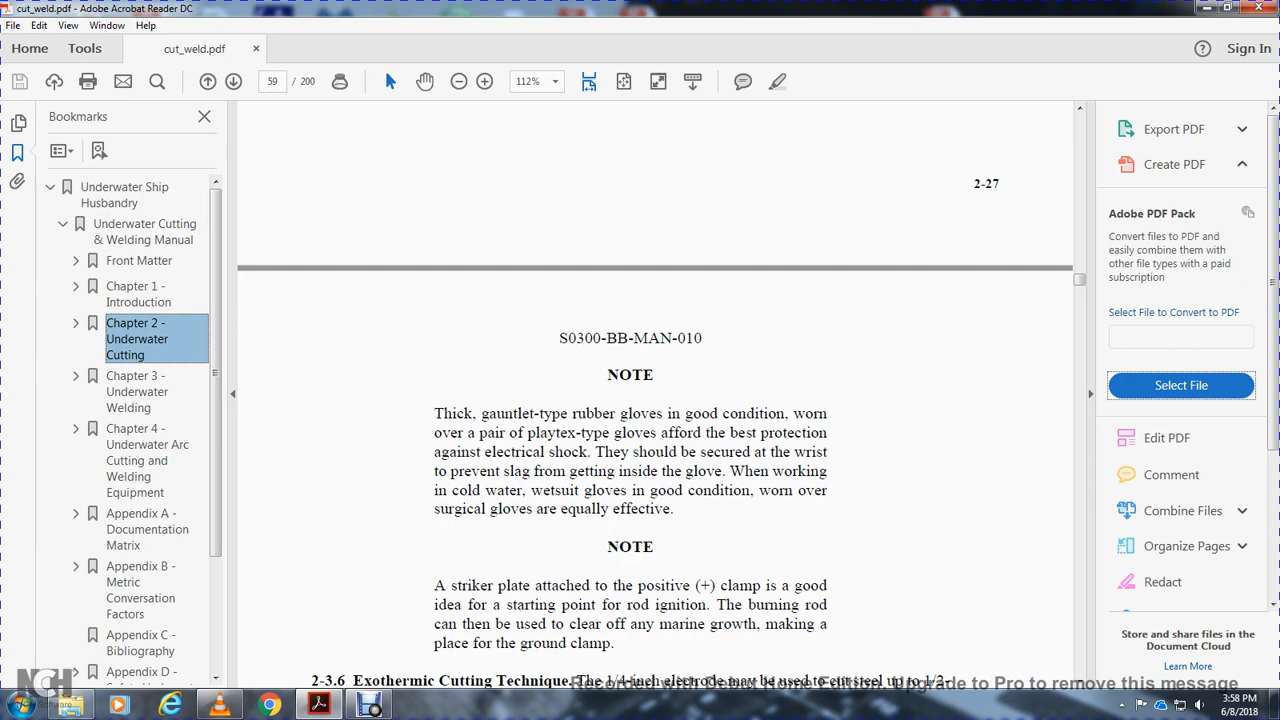 cut_weld.pdf - Adobe Acrobat Reader DC
File Edit View Window Help
Home Tools cut_weld.pdf × Sign In
59 / 200 112%
Bookmarks
Underwater Ship
Husbandry
Underwater Cutting
& Welding Manual
Front Matter
Chapter 1 -
Introduction
Chapter 2 -
Underwater
Cutting
Chapter 3 -
Underwater
Welding
Chapter 4 -
Underwater Arc
Cutting and
Welding
Equipment
Appendix A -
Documentation
Matrix
Appendix B -
Metric
Conversation
Factors
Appendix C -
Bibliography
Appendix D -
2-27
S0300-BB-MAN-010
NOTE
Thick, gauntlet-type rubber gloves in good condition, worn
over a pair of playtex-type gloves afford the best protection
against electrical shock. They should be secured at the wrist
to prevent slag from getting inside the glove. When working
in cold water, wetsuit gloves in good condition, worn over
surgical gloves are equally effective.
NOTE
A striker plate attached to the positive (+) clamp is a good
idea for a starting point for rod ignition. The burning rod
can then be used to clear off any marine growth, making a
place for the ground clamp.
2-3.6 Exothermic Cutting Technique. The 1/4-inch electrode may be used to cut steel up to 1/2-
Export PDF
Create PDF
Adobe PDF Pack
Convert files to PDF and
easily combine them with
other file types with a paid
subscription
Select File to Convert to PDF
Select File
Edit PDF
Comment
Combine Files
Organize Pages
Redact
Store and share files in the
Document Cloud
Learn More
NCH
Software
Upgrade to Pro to remove this message
3:58 PM
6/8/2018